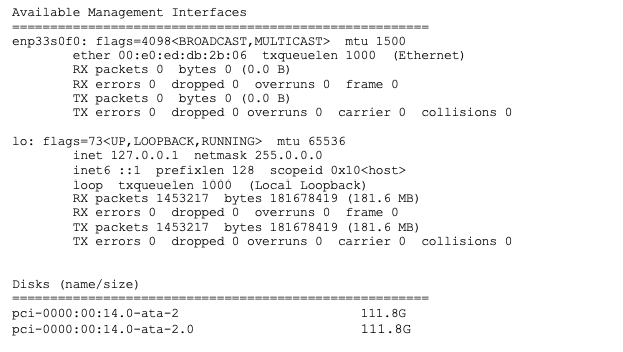 Available Management Interfaces
=======================================================
enp33s0f0: flags=4098<BROADCAST,MULTICAST>  mtu 1500
        ether 00:e0:ed:db:2b:06  txqueuelen 1000  (Ethernet)
        RX packets 0  bytes 0 (0.0 B)
        RX errors 0  dropped 0  overruns 0  frame 0
        TX packets 0  bytes 0 (0.0 B)
        TX errors 0  dropped 0 overruns 0  carrier 0  collisions 0

lo: flags=73<UP,LOOPBACK,RUNNING>  mtu 65536
        inet 127.0.0.1  netmask 255.0.0.0
        inet6 ::1  prefixlen 128  scopeid 0x10<host>
        loop  txqueuelen 1000  (Local Loopback)
        RX packets 1453217  bytes 181678419 (181.6 MB)
        RX errors 0  dropped 0  overruns 0  frame 0
        TX packets 1453217  bytes 181678419 (181.6 MB)
        TX errors 0  dropped 0 overruns 0  carrier 0  collisions 0

Disks (name/size)
=======================================================
pci-0000:00:14.0-ata-2                        111.8G
pci-0000:00:14.0-ata-2.0                      111.8G